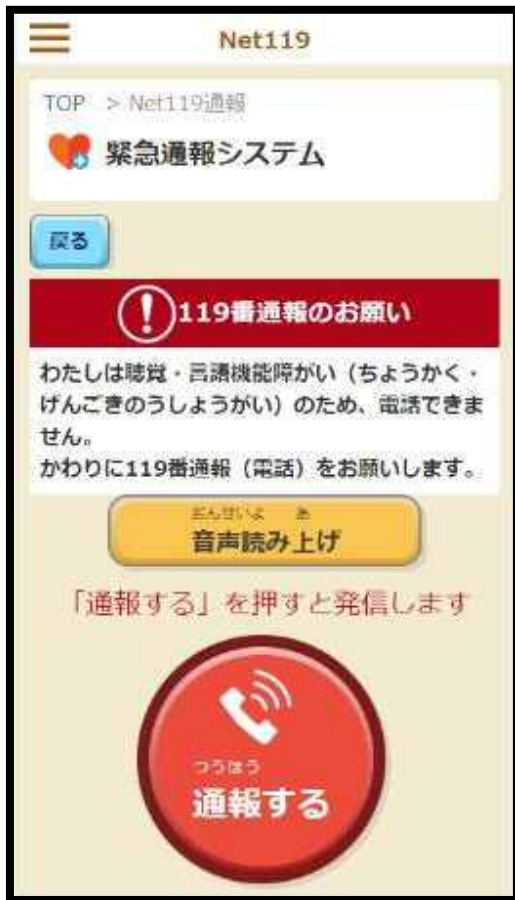 Net119
TOP > Net119通報
緊急通報システム
戻る
119番通報のお願い
わたしは聴覚・言語機能障がい（ちょうかく・
げんごきのうしょうがい）のため、電話できま
せん。
かわりに119番通報（電話）をお願いします。
おんせいよ あ
音声読み上げ
「通報する」を押すと発信します
つうほう
通報する